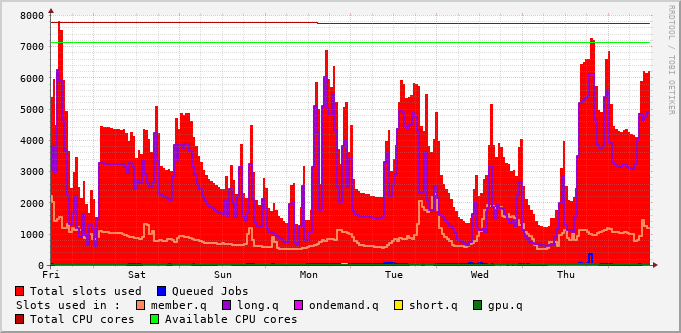 8000
7000
6000
5000
4000
3000
2000
1000
0
Fri Sat Sun Mon Tue Wed Thu
RRDTOOL / TOBI OETIKER
Total slots used Queued Jobs
Slots used in : member.q long.q ondemand.q short.q gpu.q
Total CPU cores Available CPU cores